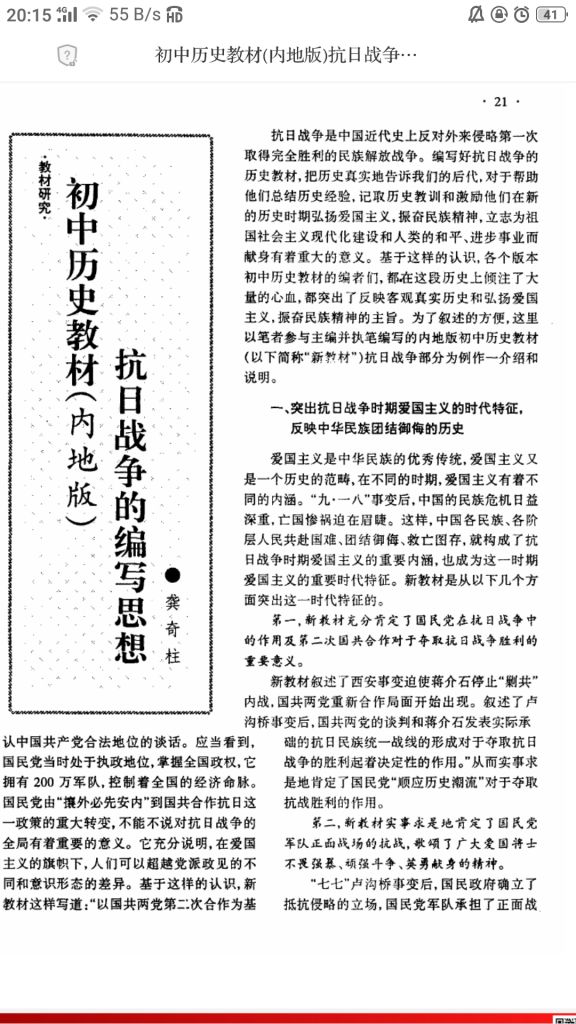 20:15 4G 55 B/s HD 41
初中历史教材(内地版)抗日战争…
· 21 ·
·教材研究·
初中历史教材(内地版)
抗日战争的编写思想
●龚奇柱
抗日战争是中国近代史上反对外来侵略第一次
取得完全胜利的民族解放战争。编写好抗日战争的
历史教材,把历史真实地告诉我们的后代,对于帮助
他们总结历史经验,记取历史教训和激励他们在新
的历史时期弘扬爱国主义,振奋民族精神,立志为祖
国社会主义现代化建设和人类的和平、进步事业而
献身有着重大的意义。基于这样的认识,各个版本
初中历史教材的编者们,都在这段历史上倾注了大
量的心血,都突出了反映客观真实历史和弘扬爱国
主义,振奋民族精神的主旨。为了叙述的方便,这里
以笔者参与主编并执笔编写的内地版初中历史教材
(以下简称“新教材”)抗日战争部分为例作一介绍和
说明。
一、突出抗日战争时期爱国主义的时代特征,
反映中华民族团结御侮的历史
爱国主义是中华民族的优秀传统,爱国主义又
是一个历史的范畴,在不同的时期,爱国主义有着不
同的内涵。“九·一八”事变后,中国的民族危机日益
深重,亡国惨祸迫在眉睫。这样,中国各民族、各阶
层人民共赴国难、团结御侮、救亡图存,就构成了抗
日战争时期爱国主义的重要内涵,也成为这一时期
爱国主义的重要时代特征。新教材是从以下几个方
面突出这一时代特征的。
第一,新教材充分肯定了国民党在抗日战争中
的作用及第二次国共合作对于夺取抗日战争胜利的
重要意义。
新教材叙述了西安事变迫使蒋介石停止“剿共”
内战,国共两党重新合作局面开始出现。叙述了卢
沟桥事变后,国共两党的谈判和蒋介石发表实际承
认中国共产党合法地位的谈话。应当看到,
国民党当时处于执政地位,掌握全国政权,它
拥有 200 万军队,控制着全国的经济命脉。
国民党由“攘外必先安内”到国共合作抗日这
一政策的重大转变,不能不说对抗日战争的
全局有着重要的意义。它充分说明,在爱国
主义的旗帜下,人们可以超越党派政见的不
同和意识形态的差异。基于这样的认识,新
教材这样写道:“以国共两党第二次合作为基
础的抗日民族统一战线的形成对于夺取抗日
战争的胜利起着决定性的作用。”从而实事求
是地肯定了国民党“顺应历史潮流”对于夺取
抗战胜利的作用。
第二,新教材实事求是地肯定了国民党
军队正面战场的抗战,歌颂了广大爱国将士
不畏强暴、顽强斗争、英勇献身的精神。
“七七”卢沟桥事变后,国民政府确立了
抵抗侵略的立场,国民党军队承担了正面战